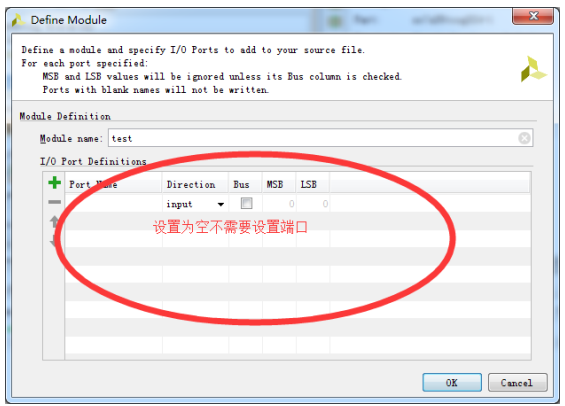 Define Module
Define a module and specify I/O Ports to add to your source file.
For each port specified:
MSB and LSB values will be ignored unless its Bus column is checked.
Ports with blank names will not be written.
Module Definition
Module name: test
I/O Port Definitions
Port Name Direction Bus MSB LSB
input 0 0
设置为空不需要设置端口
OK Cancel